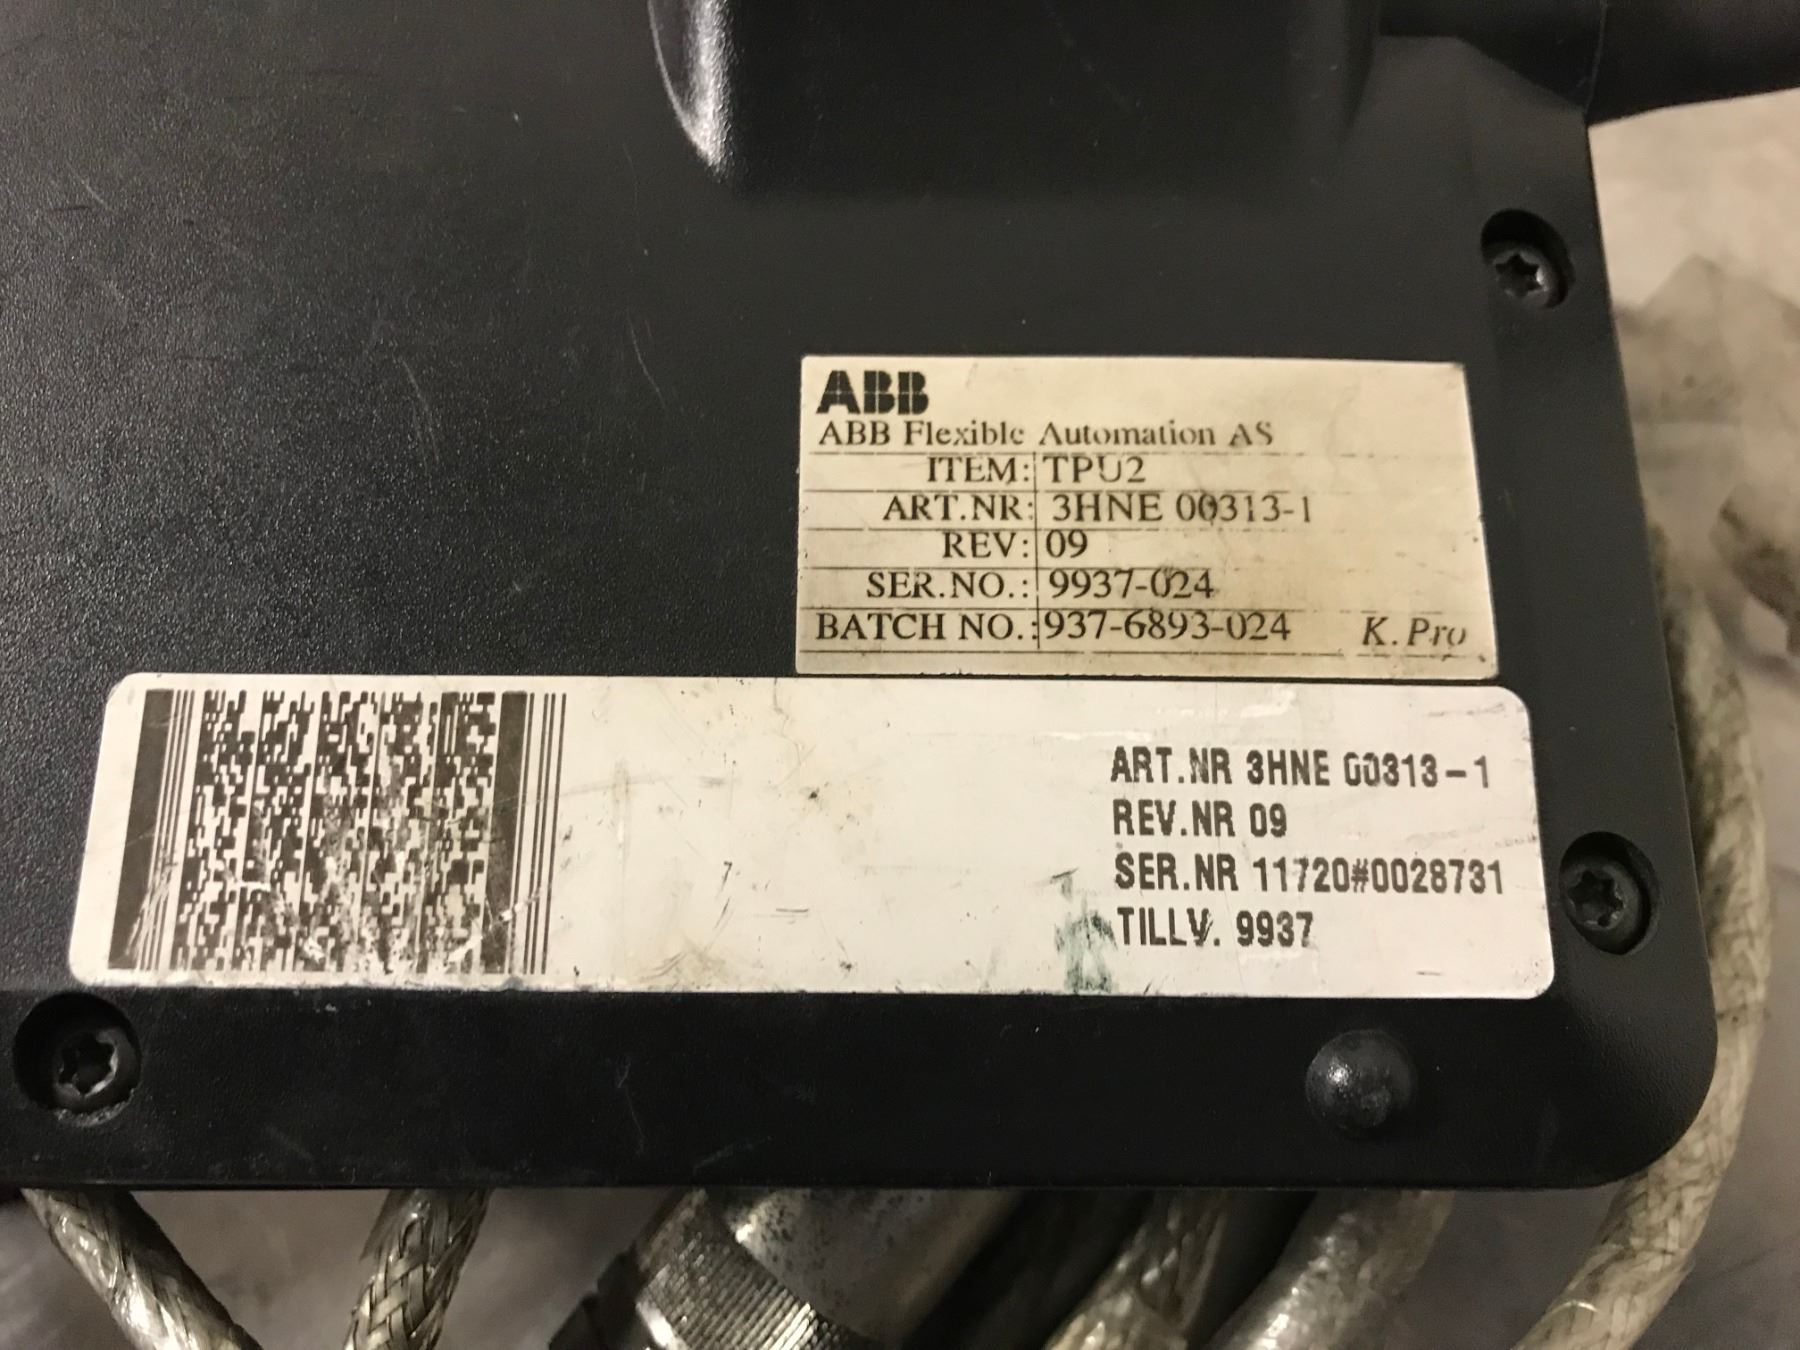 ABB
ABB Flexible Automation AS
ITEM: TPU2
ART.NR: 3HNE 00313-1
REV: 09
SER.NO.: 9937-024
BATCH NO.: 937-6893-024 K.Pro
ART.NR 3HNE 00313-1
REV.NR 09
SER.NR 11720#0028731
TILLV. 9937